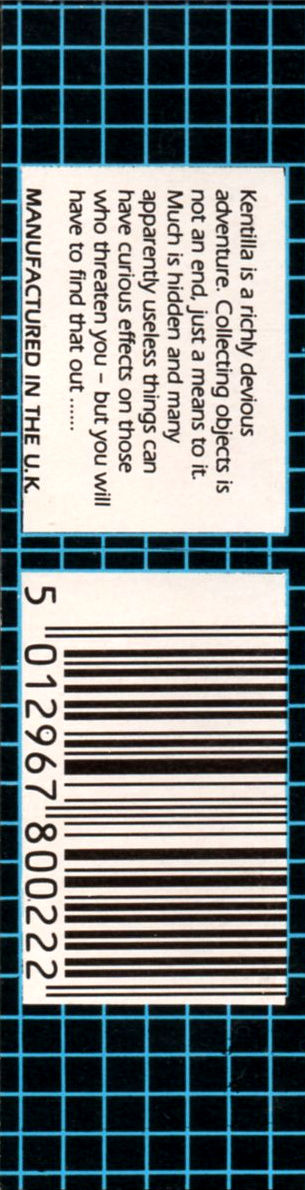 Kentilla is a richly devious
adventure. Collecting objects is
not an end, just a means to it.
Much is hidden and many
apparently useless things can
have curious effects on those
who threaten you – but you will
have to find that out ......
MANUFACTURED IN THE U.K.
5 012967 800222